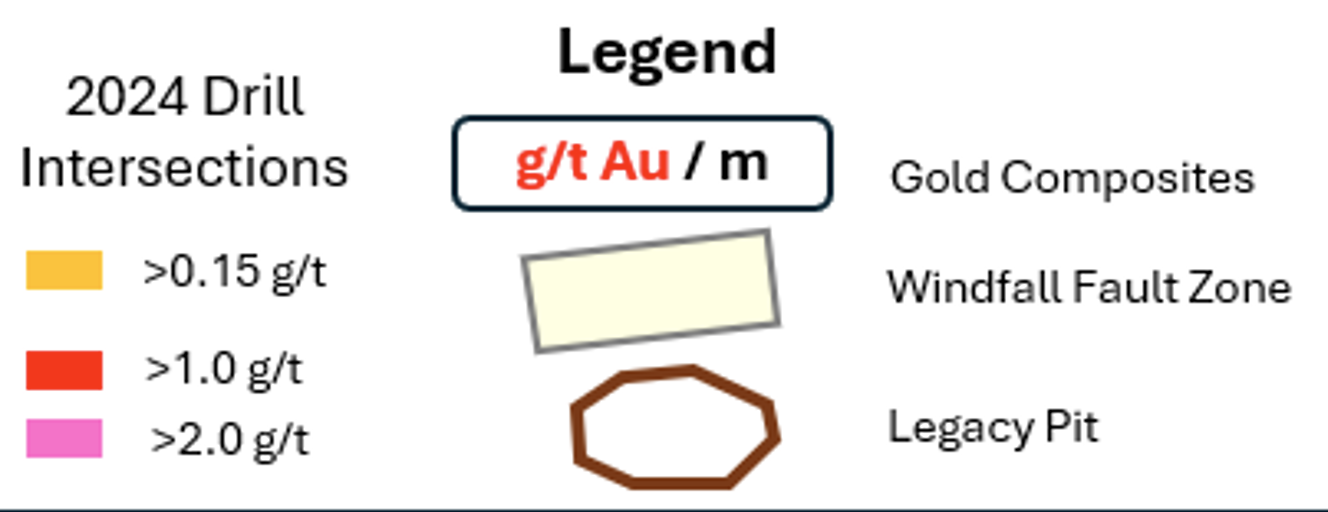 Legend
2024 Drill
Intersections
>0.15 g/t
>1.0 g/t
>2.0 g/t
g/t Au / m
Gold Composites
Windfall Fault Zone
Legacy Pit